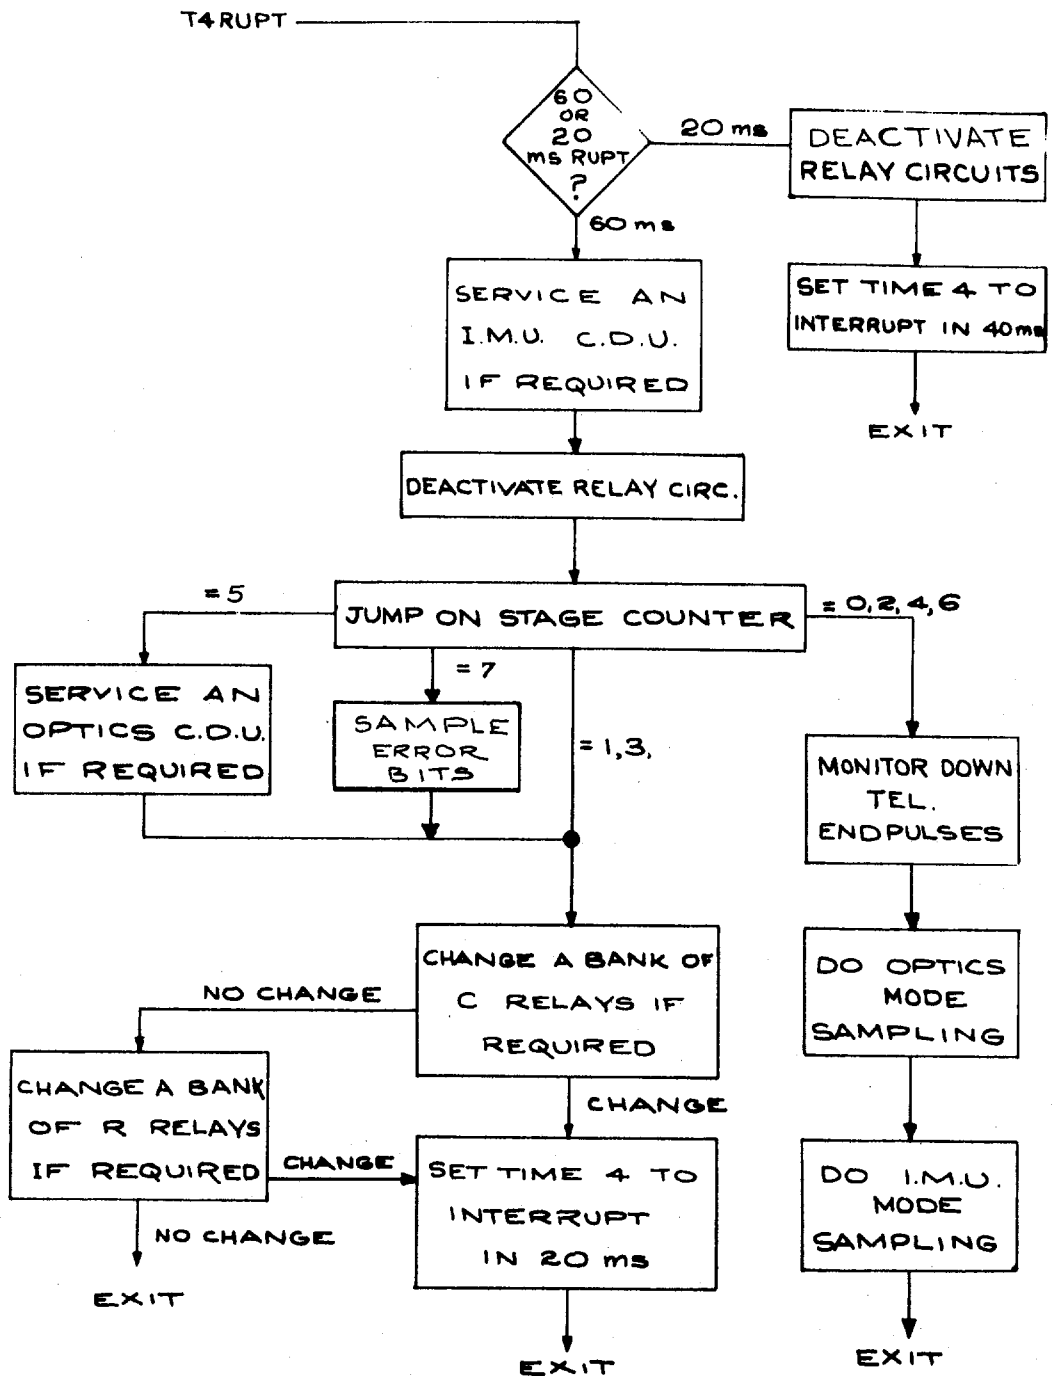 T4RUPT
60
OR
20
ms RUPT
?
20 ms
DEACTIVATE
RELAY CIRCUITS
60 ms
SET TIME 4 TO
INTERRUPT IN 40ms
EXIT
SERVICE AN
I.M.U. C.D.U.
IF REQUIRED
DEACTIVATE RELAY CIRC.
JUMP ON STAGE COUNTER
= 5
= 7
= 1, 3,
= 0, 2, 4, 6
SERVICE AN
OPTICS C.D.U.
IF REQUIRED
SAMPLE
ERROR
BITS
MONITOR DOWN
TEL.
ENDPULSES
CHANGE A BANK OF
C RELAYS IF
REQUIRED
NO CHANGE
CHANGE
DO OPTICS
MODE
SAMPLING
CHANGE A BANK
OF R RELAYS
IF REQUIRED
CHANGE
NO CHANGE
EXIT
SET TIME 4 TO
INTERRUPT
IN 20 ms
EXIT
DO I.M.U.
MODE
SAMPLING
EXIT